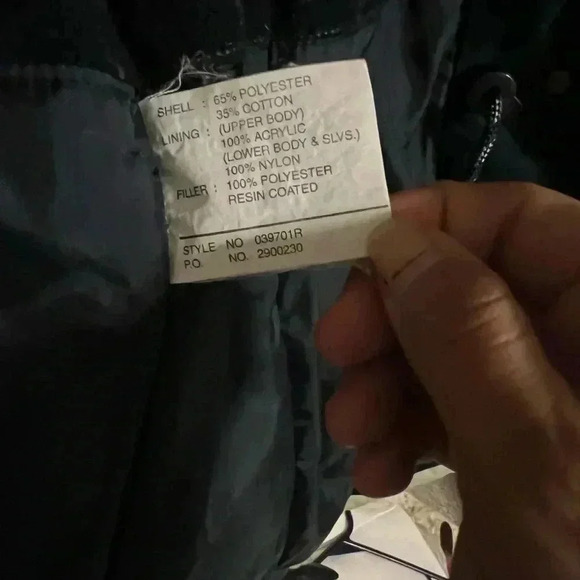 SHELL : 65% POLYESTER
35% COTTON
LINING : (UPPER BODY)
100% ACRYLIC
(LOWER BODY & SLVS.)
100% NYLON
FILLER : 100% POLYESTER
RESIN COATED
STYLE NO 039701R
P.O. NO. 2900230